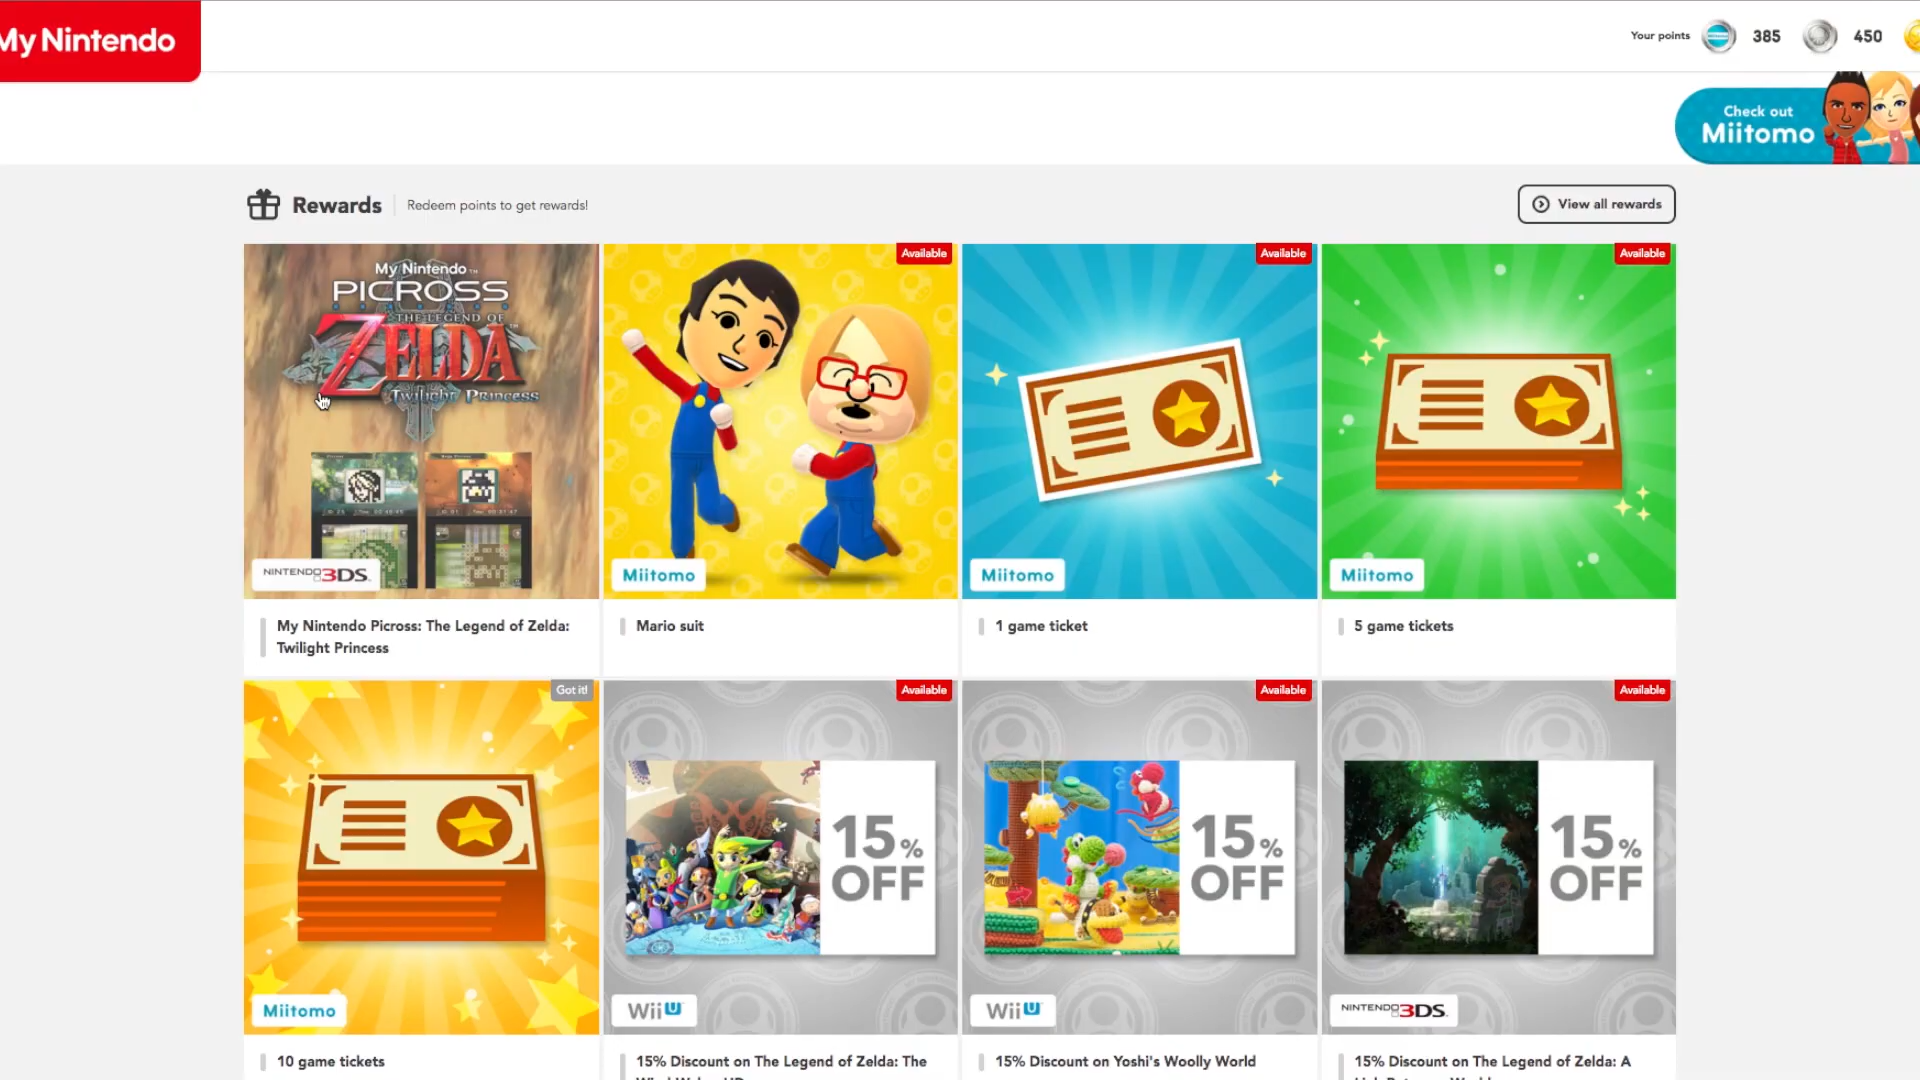 My Nintendo
Your points 385 450
Check out
Miitomo
Rewards Redeem points to get rewards!
View all rewards
My Nintendo™
PICROSS
THE LEGEND OF
ZELDA™
Twilight Princess
NINTENDO 3DS™
Available
Miitomo
Available
Miitomo
Available
Miitomo
My Nintendo Picross: The Legend of Zelda:
Twilight Princess
Mario suit
1 game ticket
5 game tickets
Got it!
Miitomo
Available
15%
OFF
Wii U
Available
15%
OFF
Wii U
Available
15%
OFF
NINTENDO 3DS™
10 game tickets
15% Discount on The Legend of Zelda: The
15% Discount on Yoshi's Woolly World
15% Discount on The Legend of Zelda: A